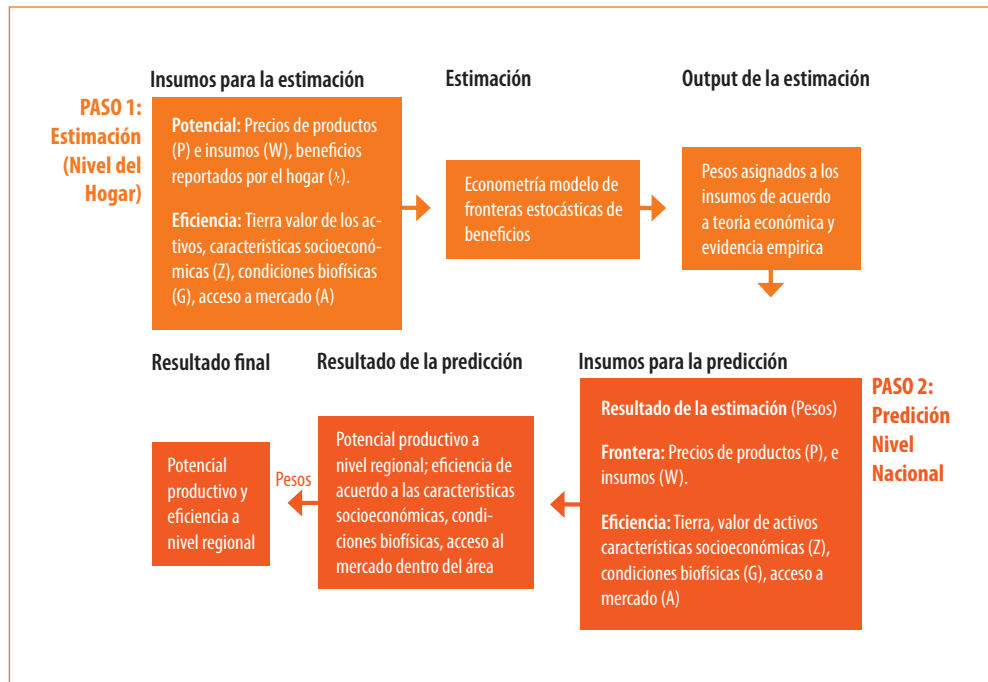 Insumos para la estimación
Estimación
Output de la estimación
PASO 1:
Estimación
(Nivel del
Hogar)
Potencial: Precios de productos
(P) e insumos (W), beneficios
reportados por el hogar ( ).
Eficiencia: Tierra valor de los ac-
tivos, caracteristicas socioeconó-
micas (Z), condiciones biofísicas
(G), acceso a mercado (A)
Econometría modelo de
fronteras estocásticas de
beneficios
Pesos asignados a los
insumos de acuerdo
a teoria económica y
evidencia empirica
Resultado final
Resultado de la predicción
Insumos para la predicción
PASO 2:
Predición
Nivel
Nacional
Resultado de la estimación (Pesos)
Frontera: Precios de productos (P), e
insumos (W).
Eficiencia: Tierra, valor de activos
características socioeconómicas (Z),
condiciones biofísicas (G), acceso a
mercado (A)
Potencial productivo a
nivel regional; eficiencia de
acuerdo a las caracteristicas
socioeconómicas, condi-
ciones biofísicas, acceso al
mercado dentro del área
Pesos
Potencial
productivo y
eficiencia a
nivel regional